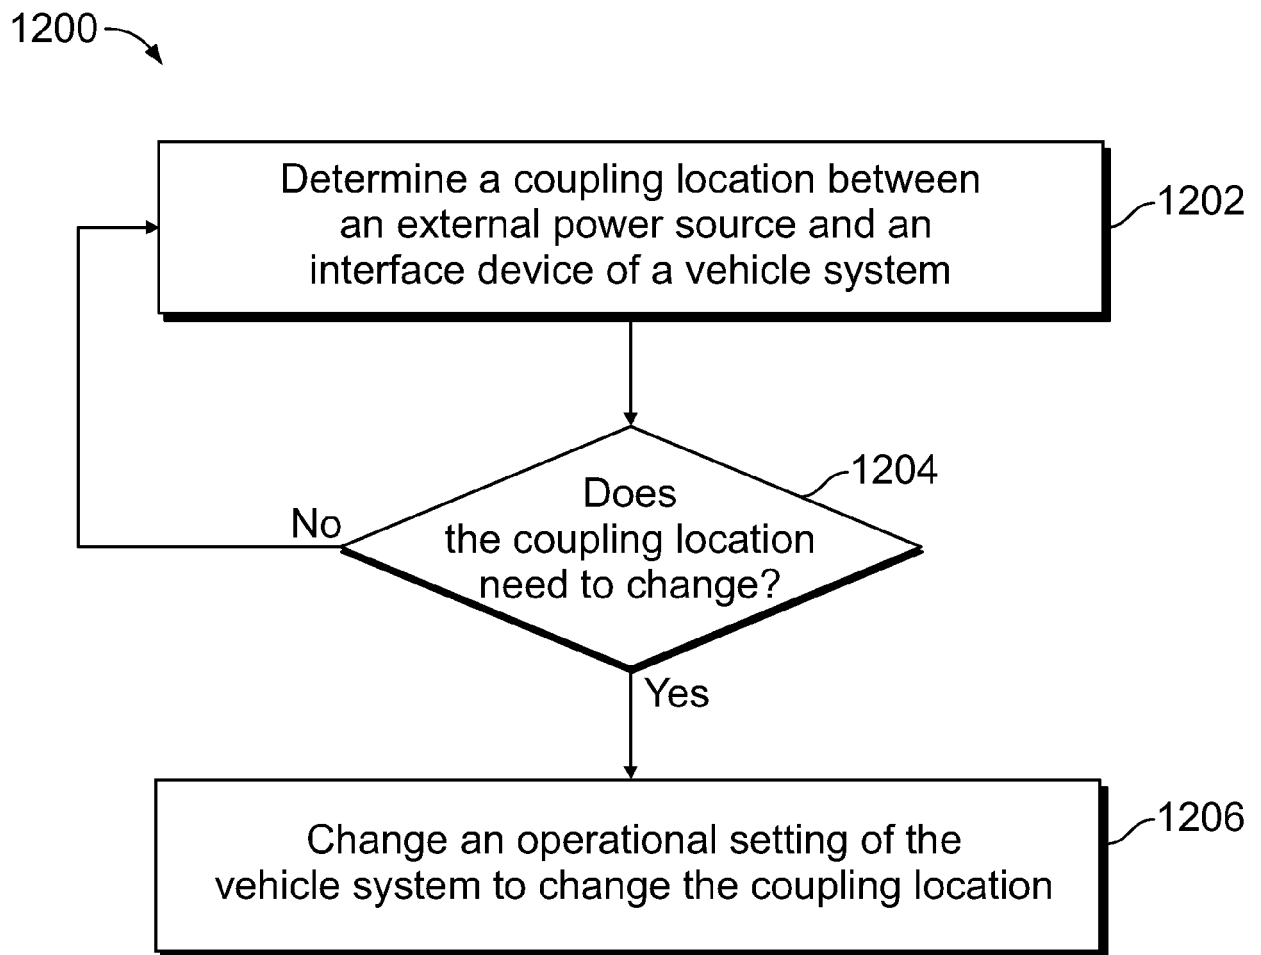 1200
Determine a coupling location between
an external power source and an
interface device of a vehicle system
1202
Does
the coupling location
need to change?
1204
No
Yes
Change an operational setting of the
vehicle system to change the coupling location
1206